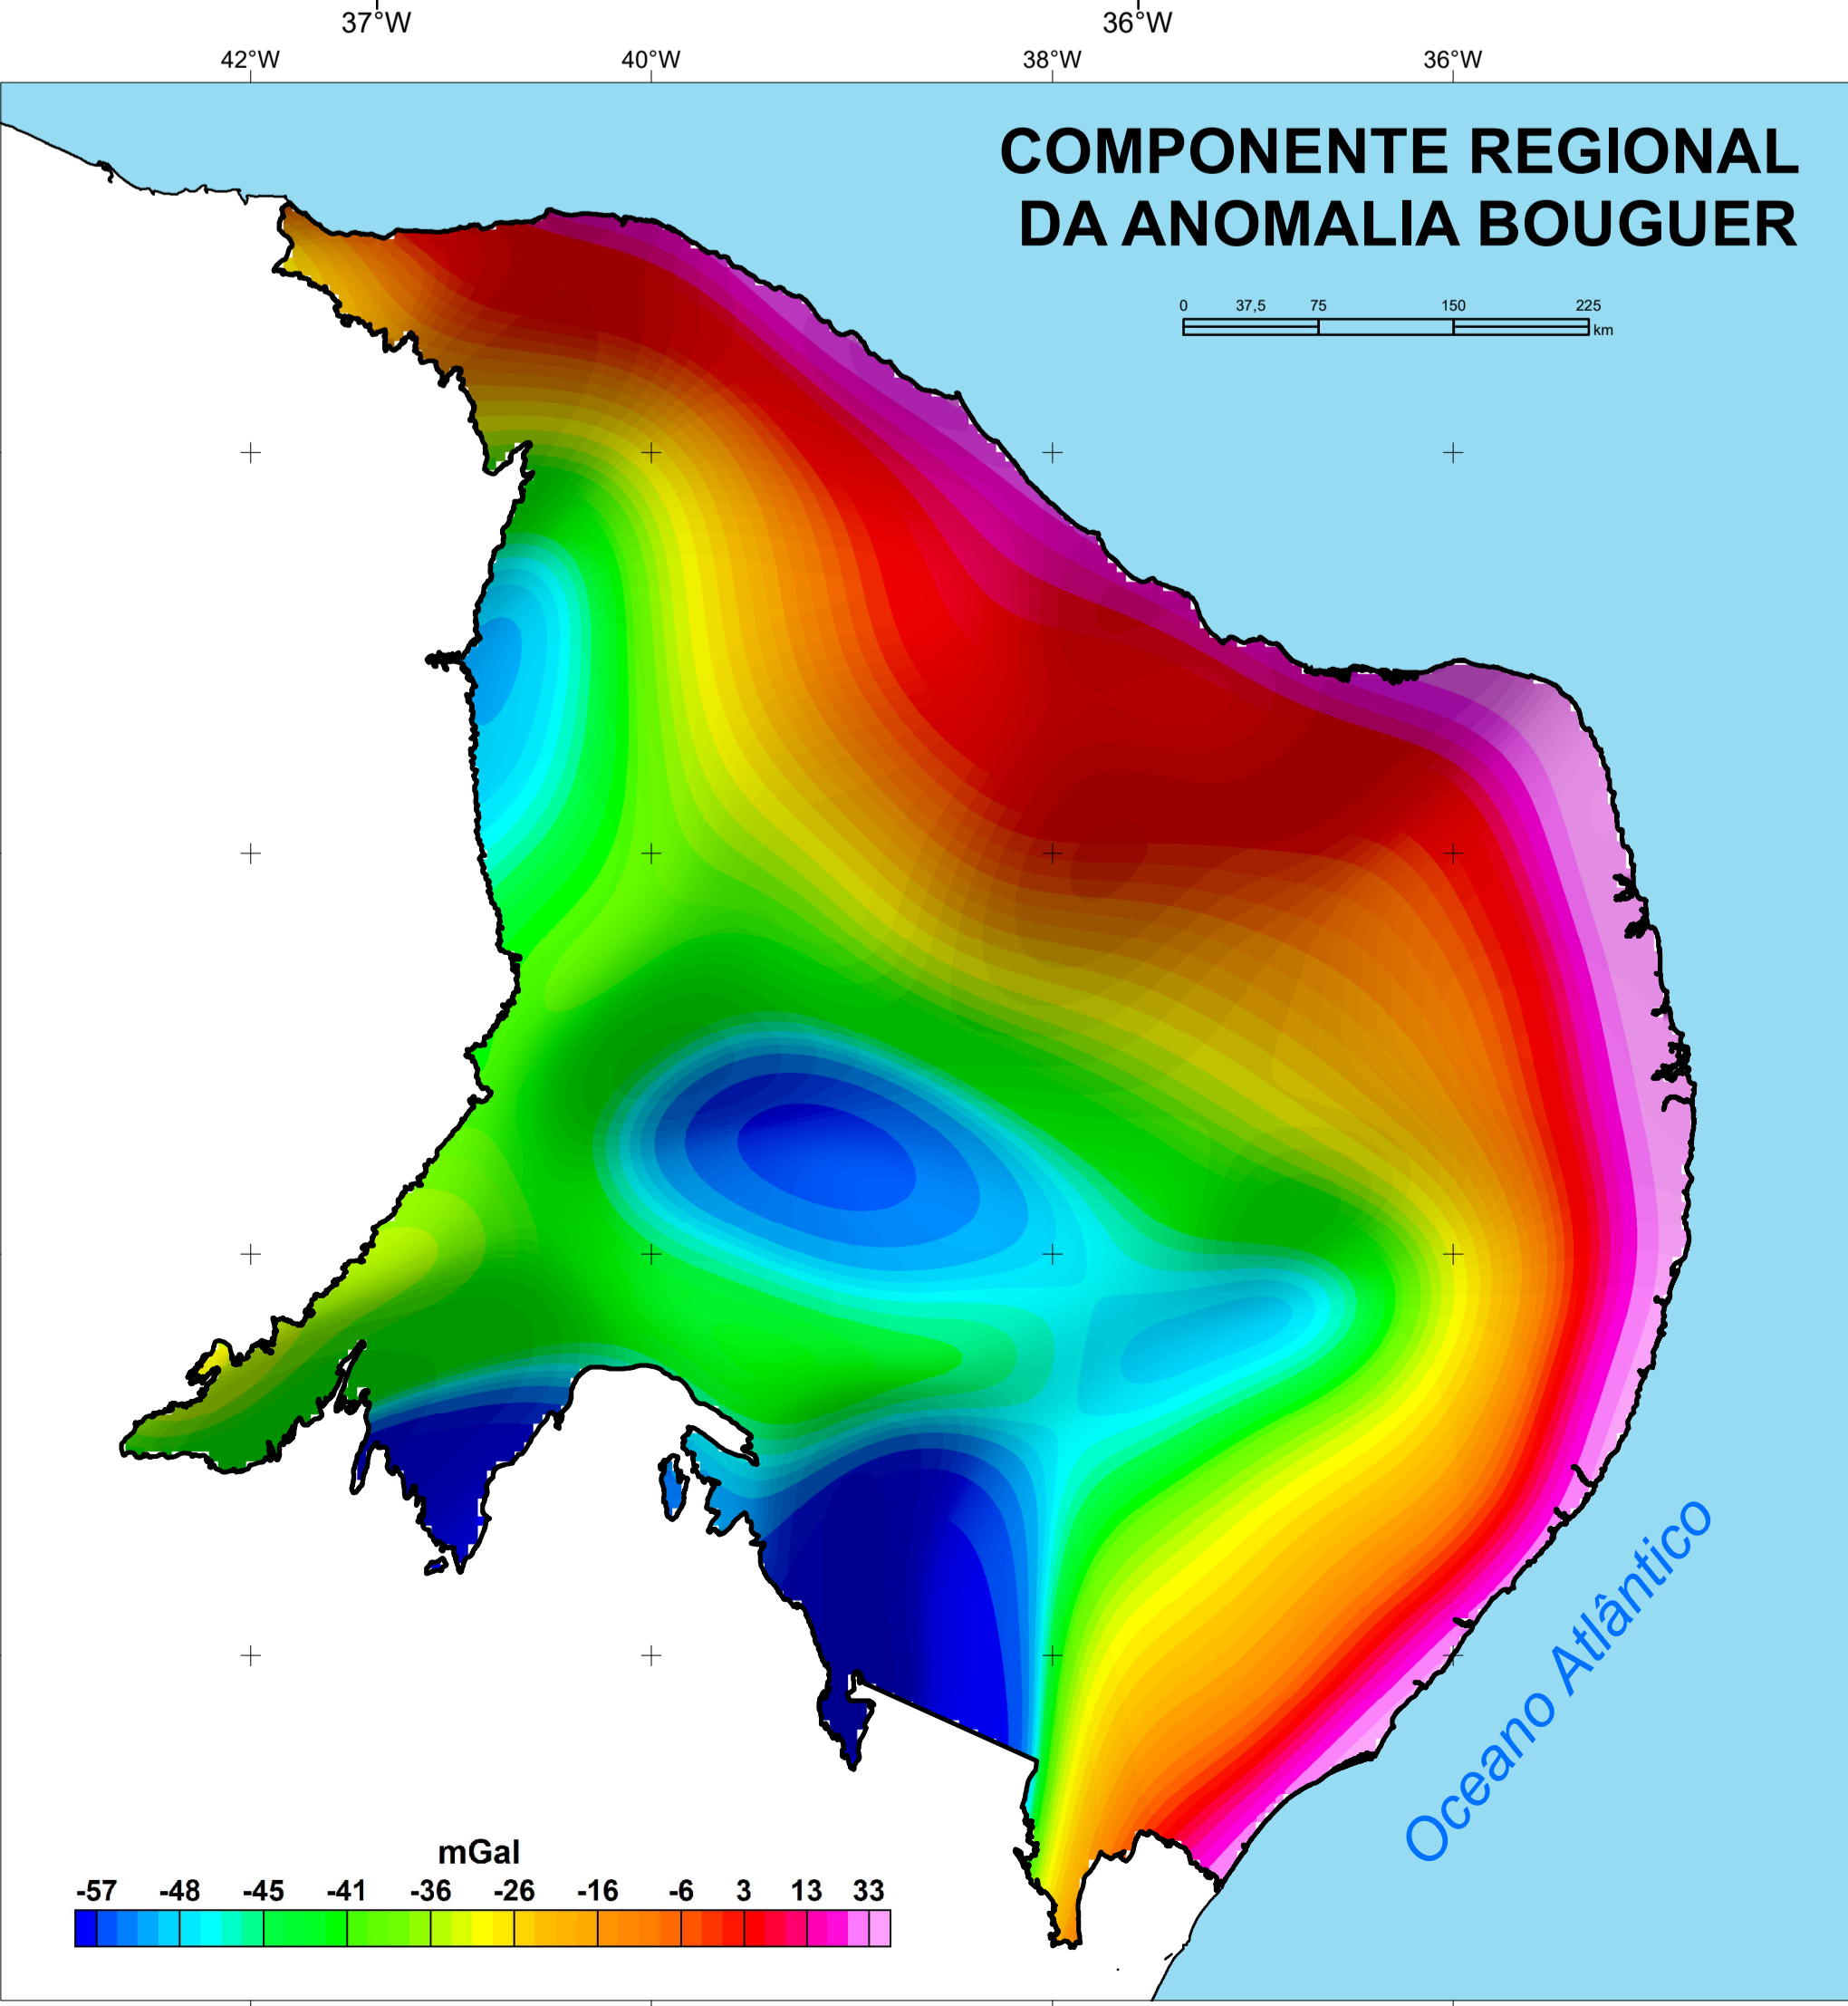 37°W 36°W
42°W 40°W 38°W 36°W
COMPONENTE REGIONAL
DA ANOMALIA BOUGUER
0 37,5 75 150 225
km
Oceano Atlântico
mGal
-57 -48 -45 -41 -36 -26 -16 -6 3 13 33